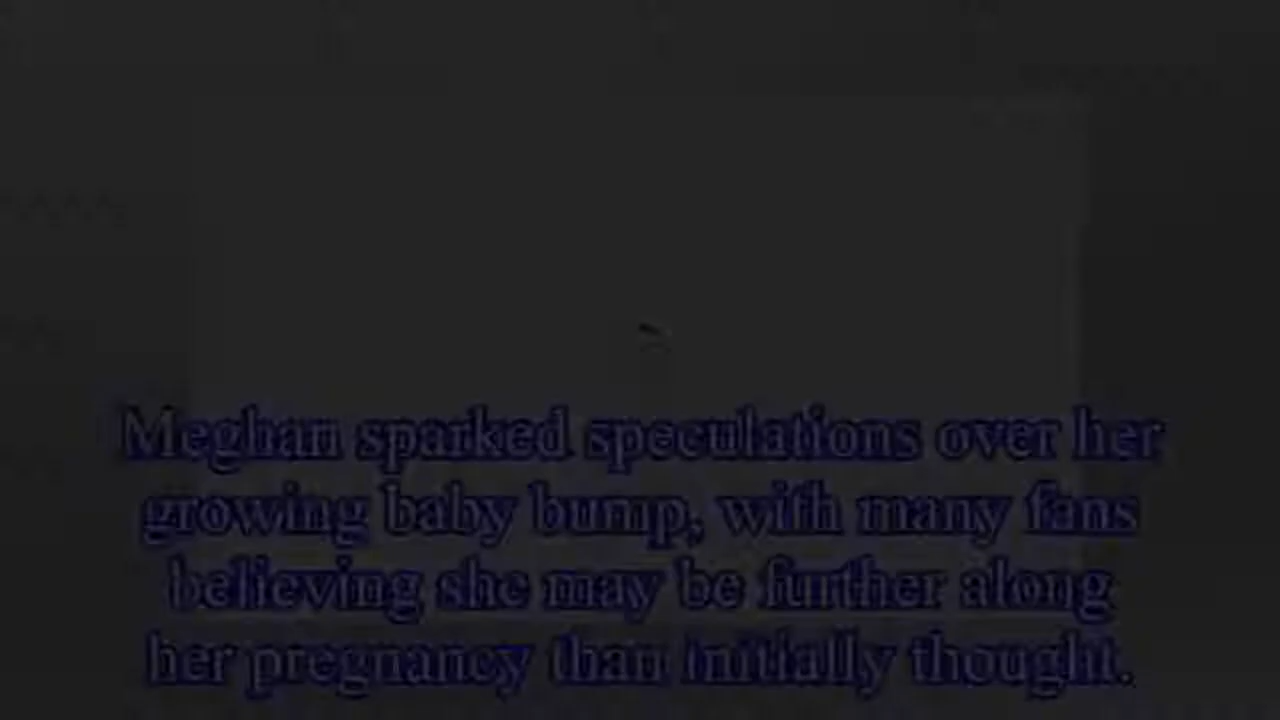 Meghan sparked speculations over her
growing baby bump, with many fans
believing she may be further along
her pregnancy than initially thought.